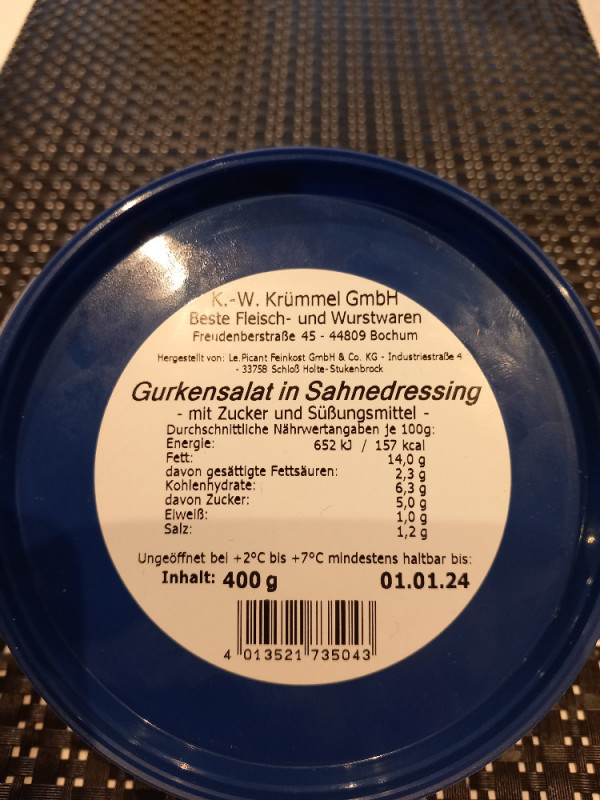 K.-W. Krümmel GmbH
Beste Fleisch- und Wurstwaren
Freudenberstraße 45 - 44809 Bochum
Hergestellt von: Le.Picant Feinkost GmbH & Co. KG - Industriestraße 4
- 33758 Schloß Holte-Stukenbrock
Gurkensalat in Sahnedressing
- mit Zucker und Süßungsmittel -
Durchschnittliche Nährwertangaben je 100g:
Energie: 652 kJ / 157 kcal
Fett: 14,0 g
davon gesättigte Fettsäuren: 2,3 g
Kohlenhydrate: 6,3 g
davon Zucker: 5,0 g
Eiweiß: 1,0 g
Salz: 1,2 g
Ungeöffnet bei +2°C bis +7°C mindestens haltbar bis:
Inhalt: 400 g 01.01.24
4 013521 735043